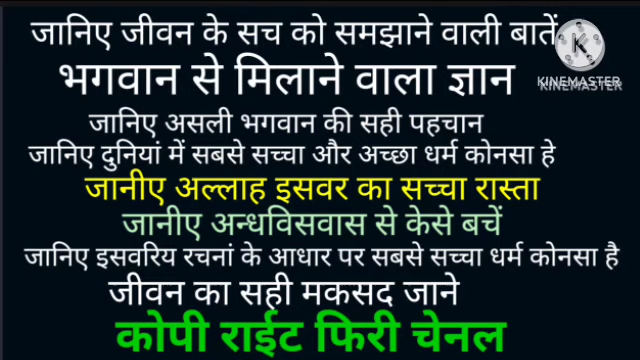 जानिए जीवन के सच को समझाने वाली बातें
भगवान से मिलाने वाला ज्ञान
KINEMASTER
जानिए असली भगवान की सही पहचान
जानिए दुनियां में सबसे सच्चा और अच्छा धर्म कोनसा हे
जानीए अल्लाह इसवर का सच्चा रास्ता
जानीए अन्धविसवास से केसे बचें
जानिए इसवरिय रचनां के आधार पर सबसे सच्चा धर्म कोनसा है
जीवन का सही मकसद जाने
कोपी राईट फिरी चेनल